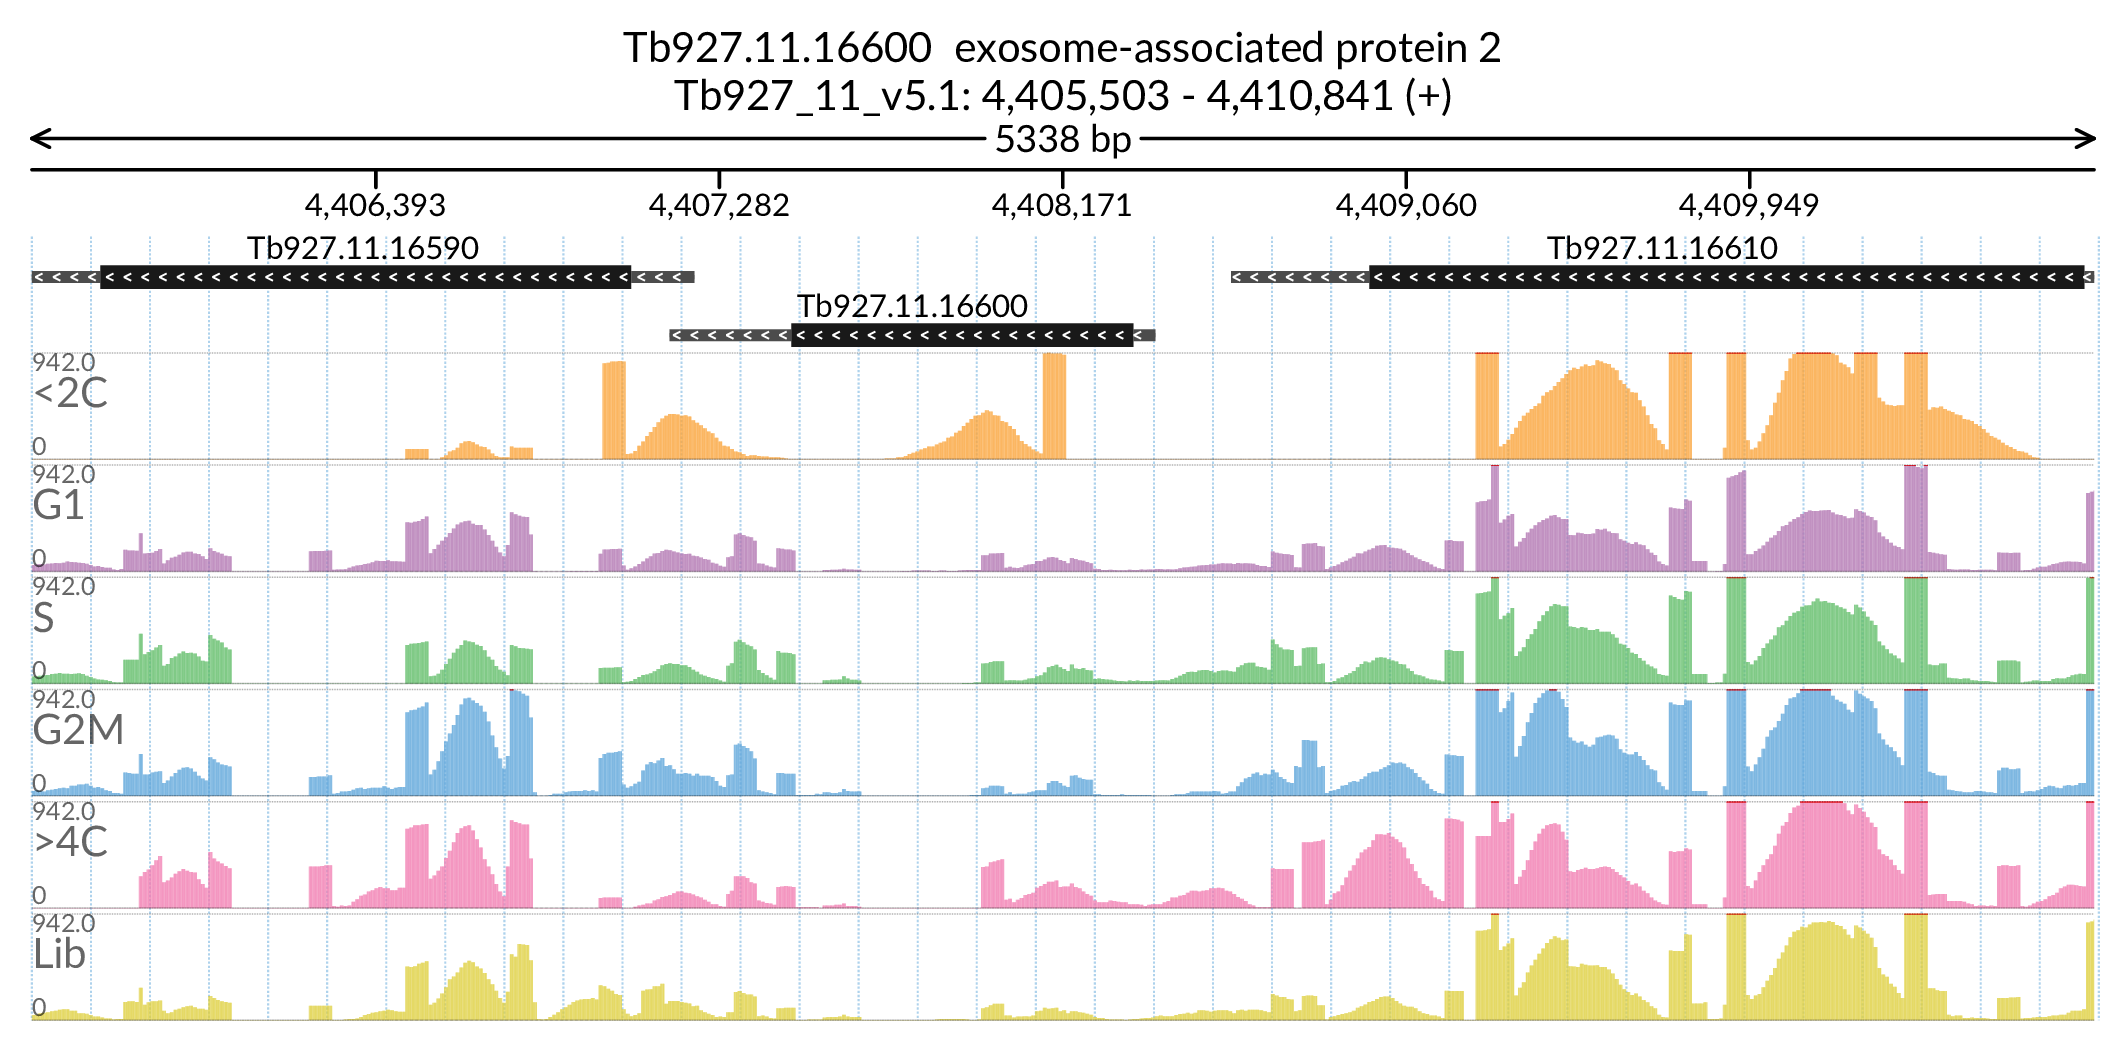 Tb927.11.16600  exosome-associated protein 2
Tb927_11_v5.1: 4,405,503 - 4,410,841 (+)
5338 bp
4,406,393 4,407,282 4,408,171 4,409,060 4,409,949
Tb927.11.16590 Tb927.11.16610
Tb927.11.16600
942.0
<2C
0
942.0
G1
0
942.0
S
0
942.0
G2M
0
942.0
>4C
0
942.0
Lib
0